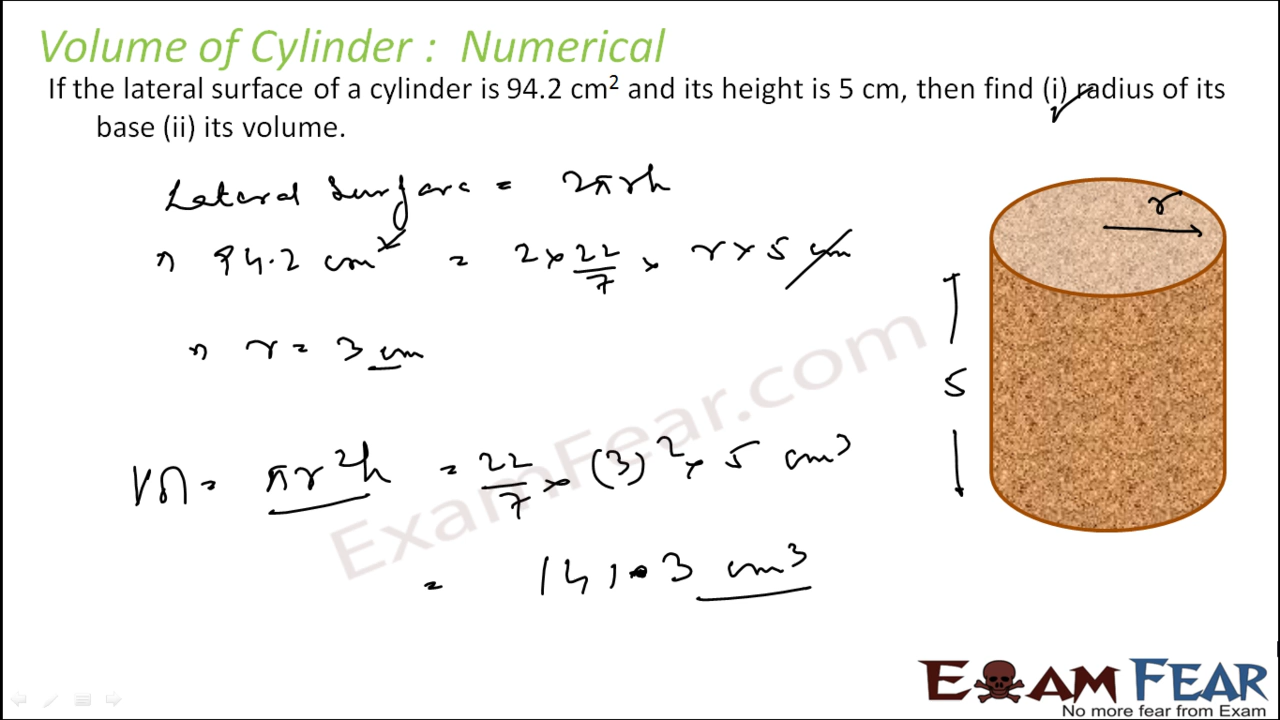 Volume of Cylinder : Numerical
If the lateral surface of a cylinder is 94.2 cm² and its height is 5 cm, then find (i) radius of its
base (ii) its volume.
Lateral Surface = 2πrh
⇒ 94.2 cm² = 2 × 22/7 × r × 5 cm
⇒ r = 3 cm
Vol = πr²h = 22/7 × (3)² × 5 cm³
= 141.3 cm³
r
5
ExamFear.com
EXAM FEAR
No more fear from Exam